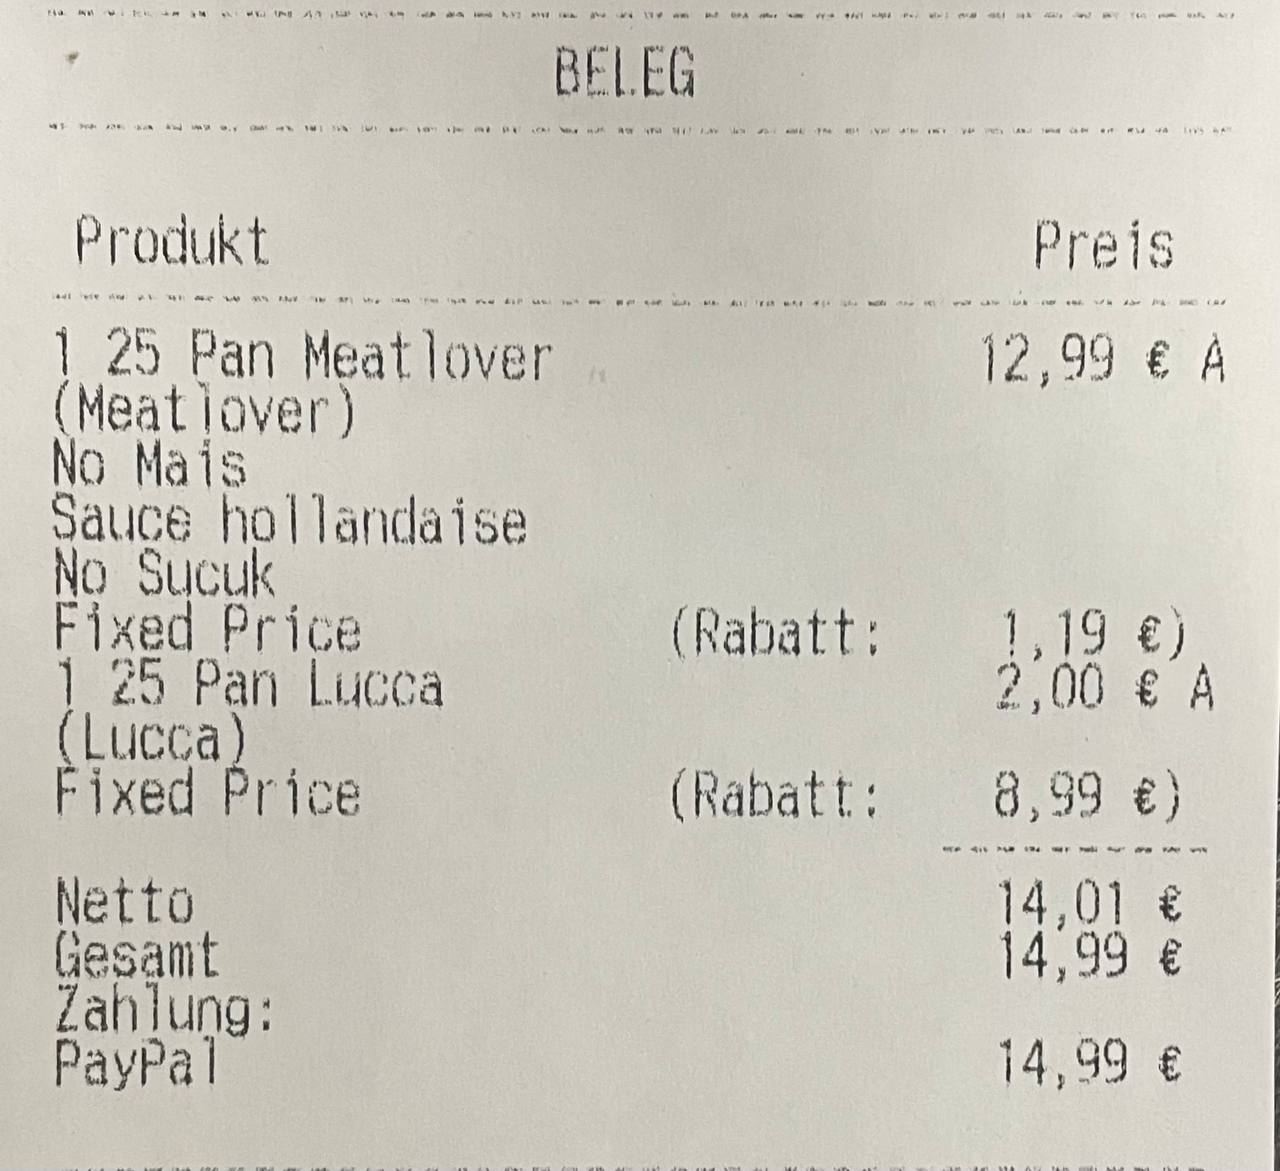 BELEG
Produkt Preis
1 25 Pan Meatlover 12,99 € A
(Meatlover)
No Mais
Sauce hollandaise
No Sucuk
Fixed Price (Rabatt: 1,19 €)
1 25 Pan Lucca 2,00 € A
(Lucca)
Fixed Price (Rabatt: 8,99 €)
Netto 14,01 €
Gesamt 14,99 €
Zahlung:
PayPal 14,99 €